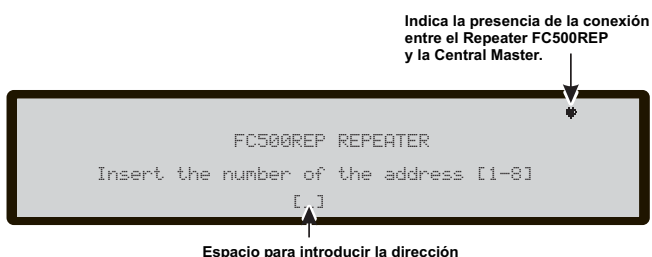 Indica la presencia de la conexión
entre el Repeater FC500REP
y la Central Master.
FC500REP REPEATER
Insert the number of the address [1-8]
[_]
Espacio para introducir la dirección